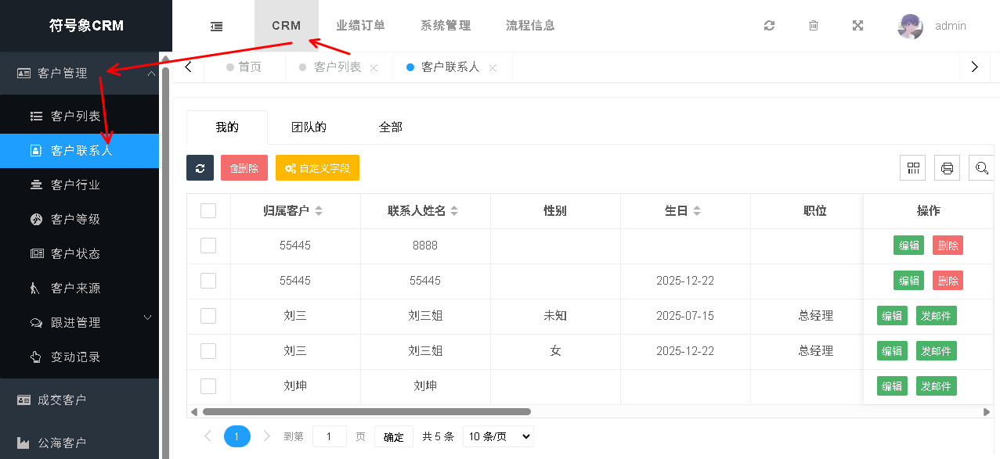 符号象CRM
CRM 业绩订单 系统管理 流程信息 admin
客户管理
客户列表
客户联系人
客户行业
客户等级
客户状态
客户来源
跟进管理
变动记录
成交客户
公海客户
首页 客户列表 客户联系人
我的 团队的 全部
删除 自定义字段
归属客户 联系人姓名 性别 生日 职位 操作
55445 8888 编辑 删除
55445 55445 2025-12-22 编辑 删除
刘三 刘三姐 未知 2025-07-15 总经理 编辑 发邮件
刘三 刘三姐 女 2025-12-22 总经理 编辑 发邮件
刘坤 刘坤 编辑 发邮件
1 到第 1 页 确定 共 5 条 10 条/页